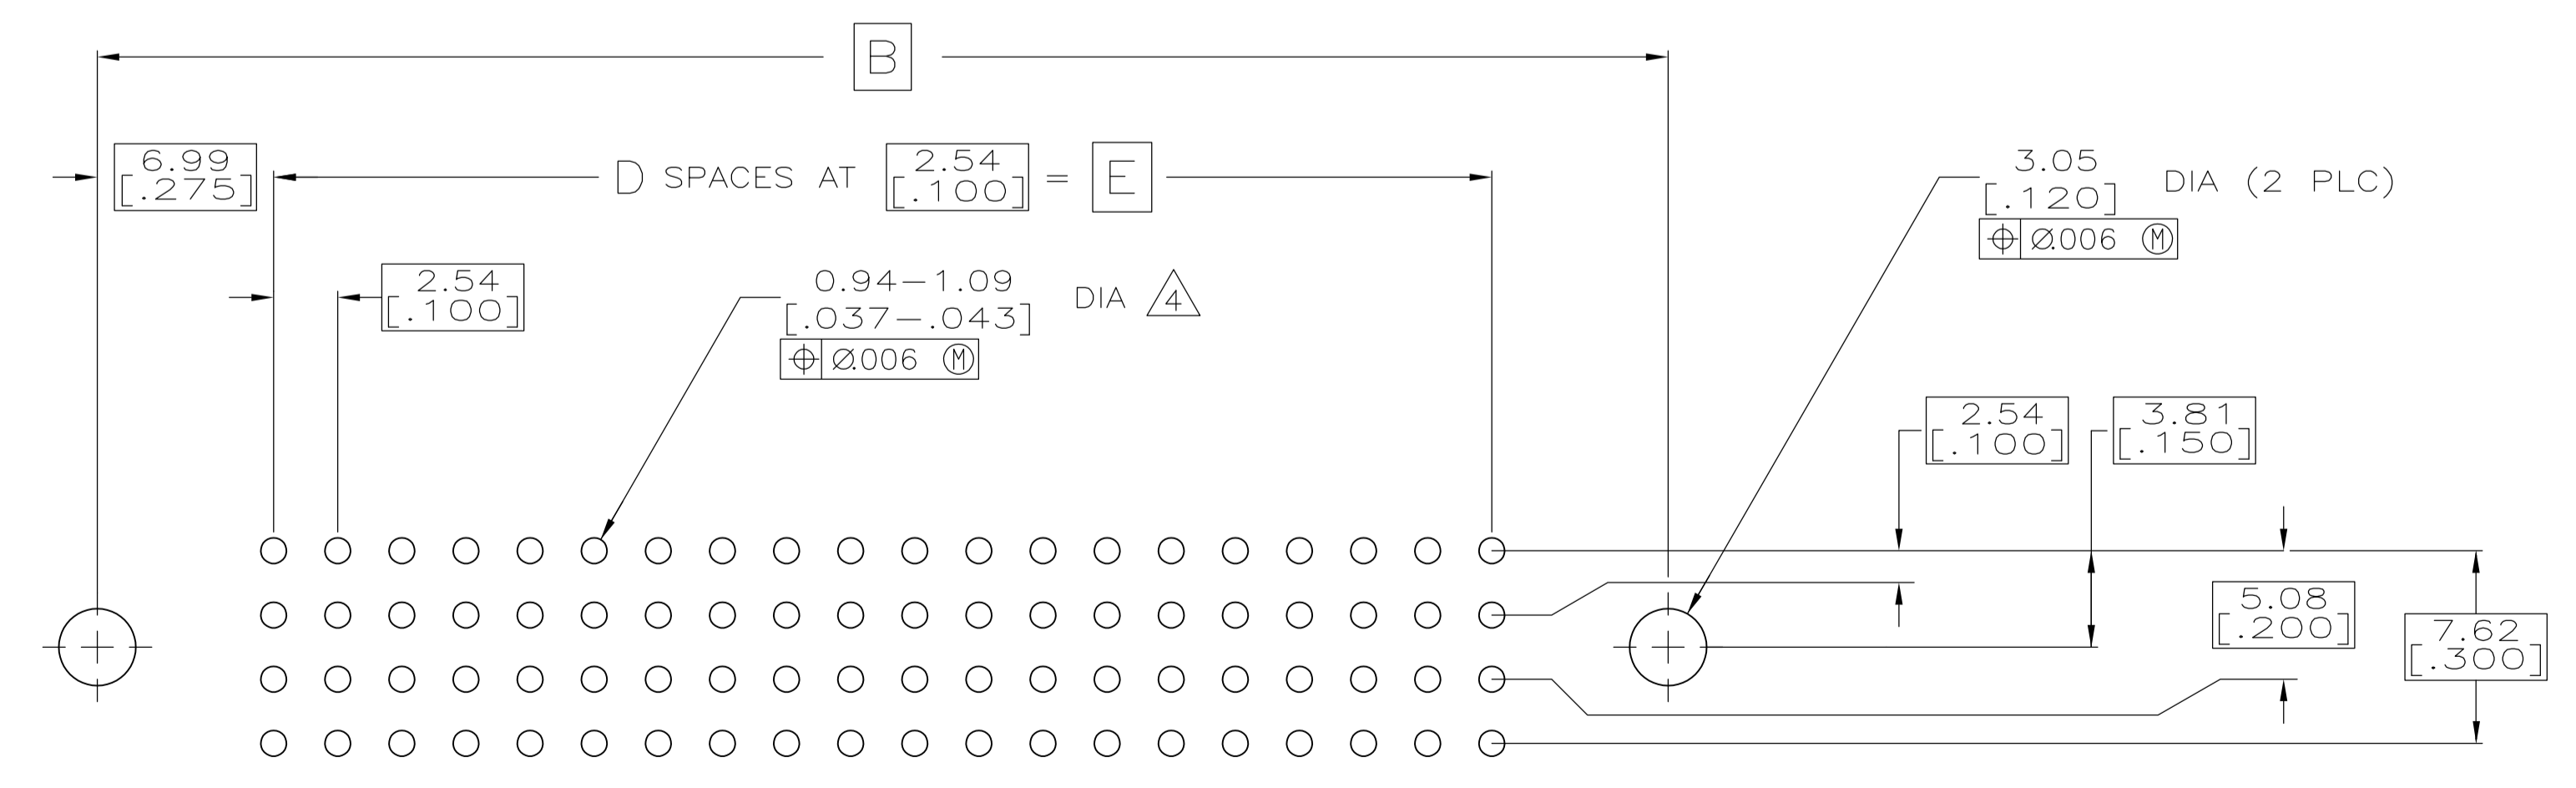 B
6.99
[.275]
D SPACES AT 2.54 = E
[.100]
3.05 DIA (2 PLC)
[.120]
⌖ Ø.006 Ⓜ
2.54
[.100]
0.94-1.09 DIA 4
[.037-.043]
⌖ Ø.006 Ⓜ
2.54
[.100]
3.81
[.150]
5.08
[.200]
7.62
[.300]